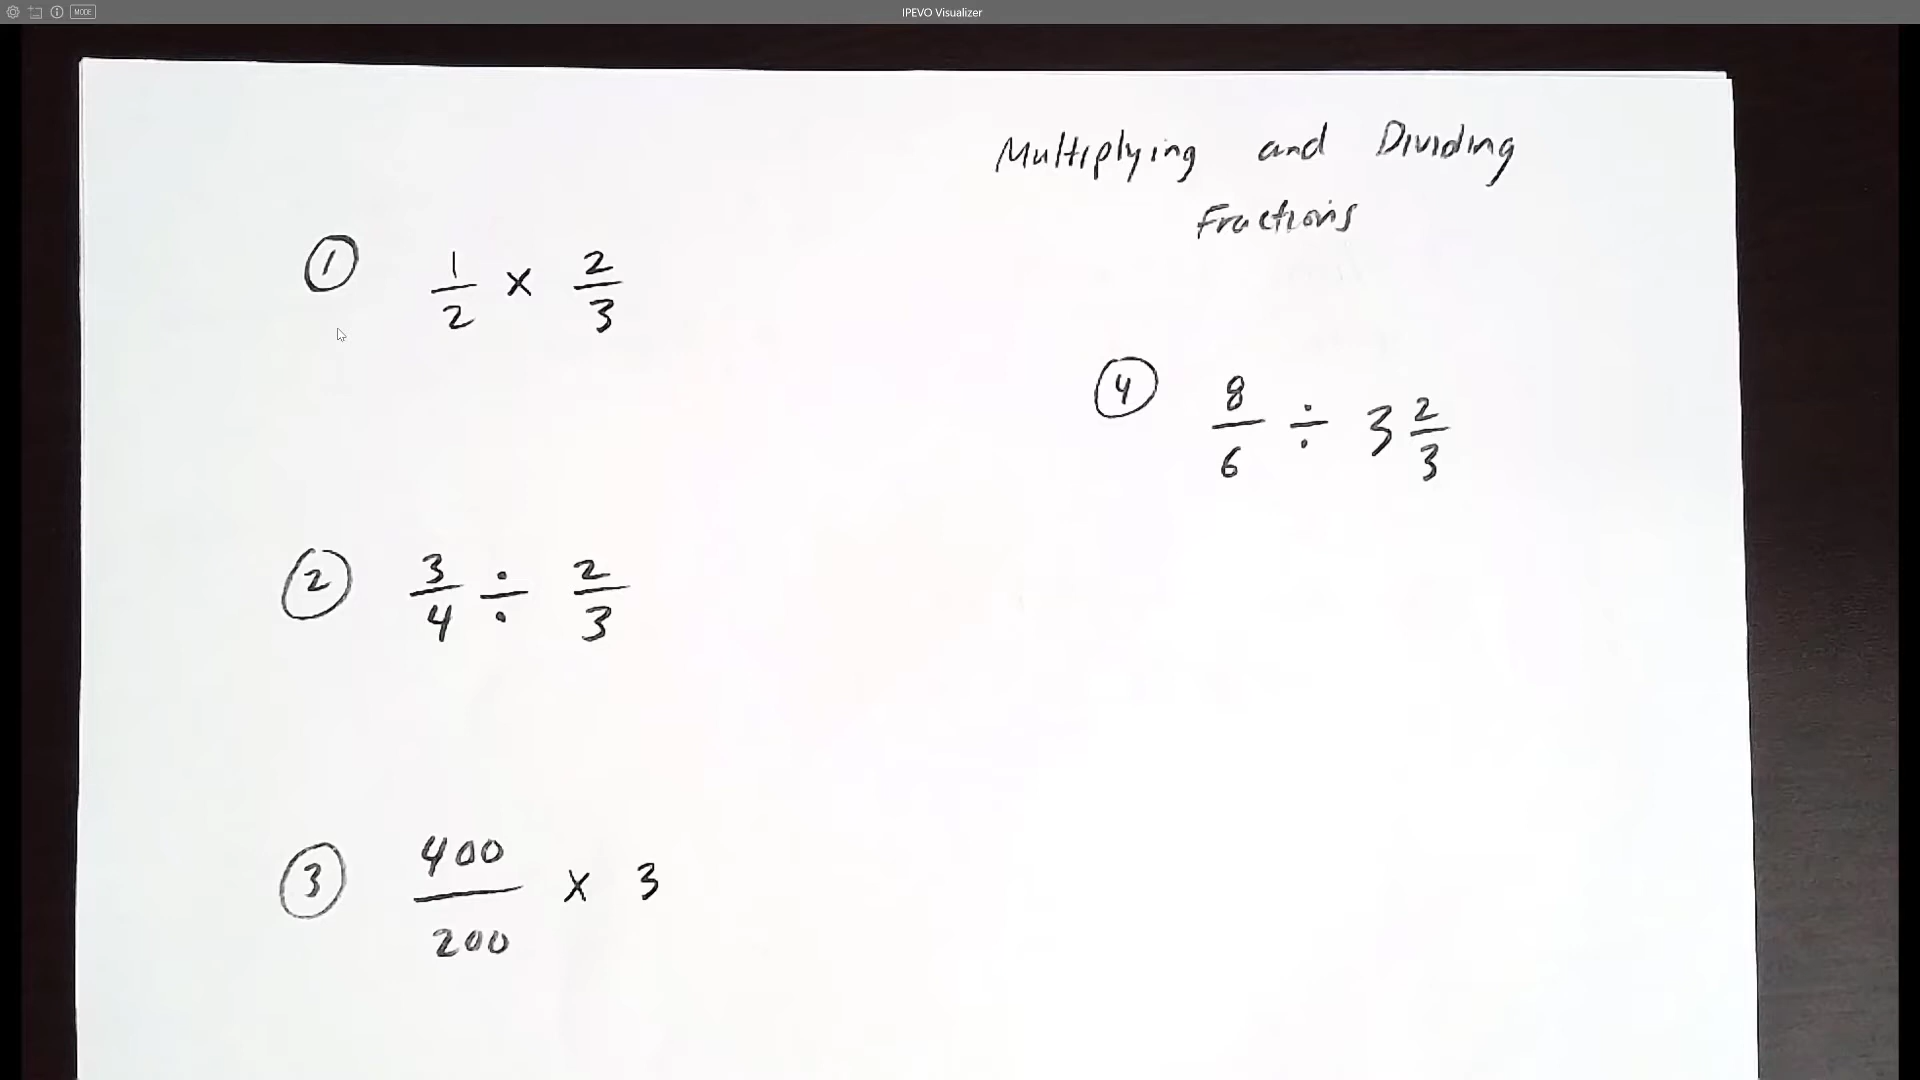 MODE
IPEVO Visualizer
Multiplying and Dividing
Fractions
① 1/2 × 2/3
② 3/4 ÷ 2/3
③ 400/200 × 3
④ 8/6 ÷ 3 2/3